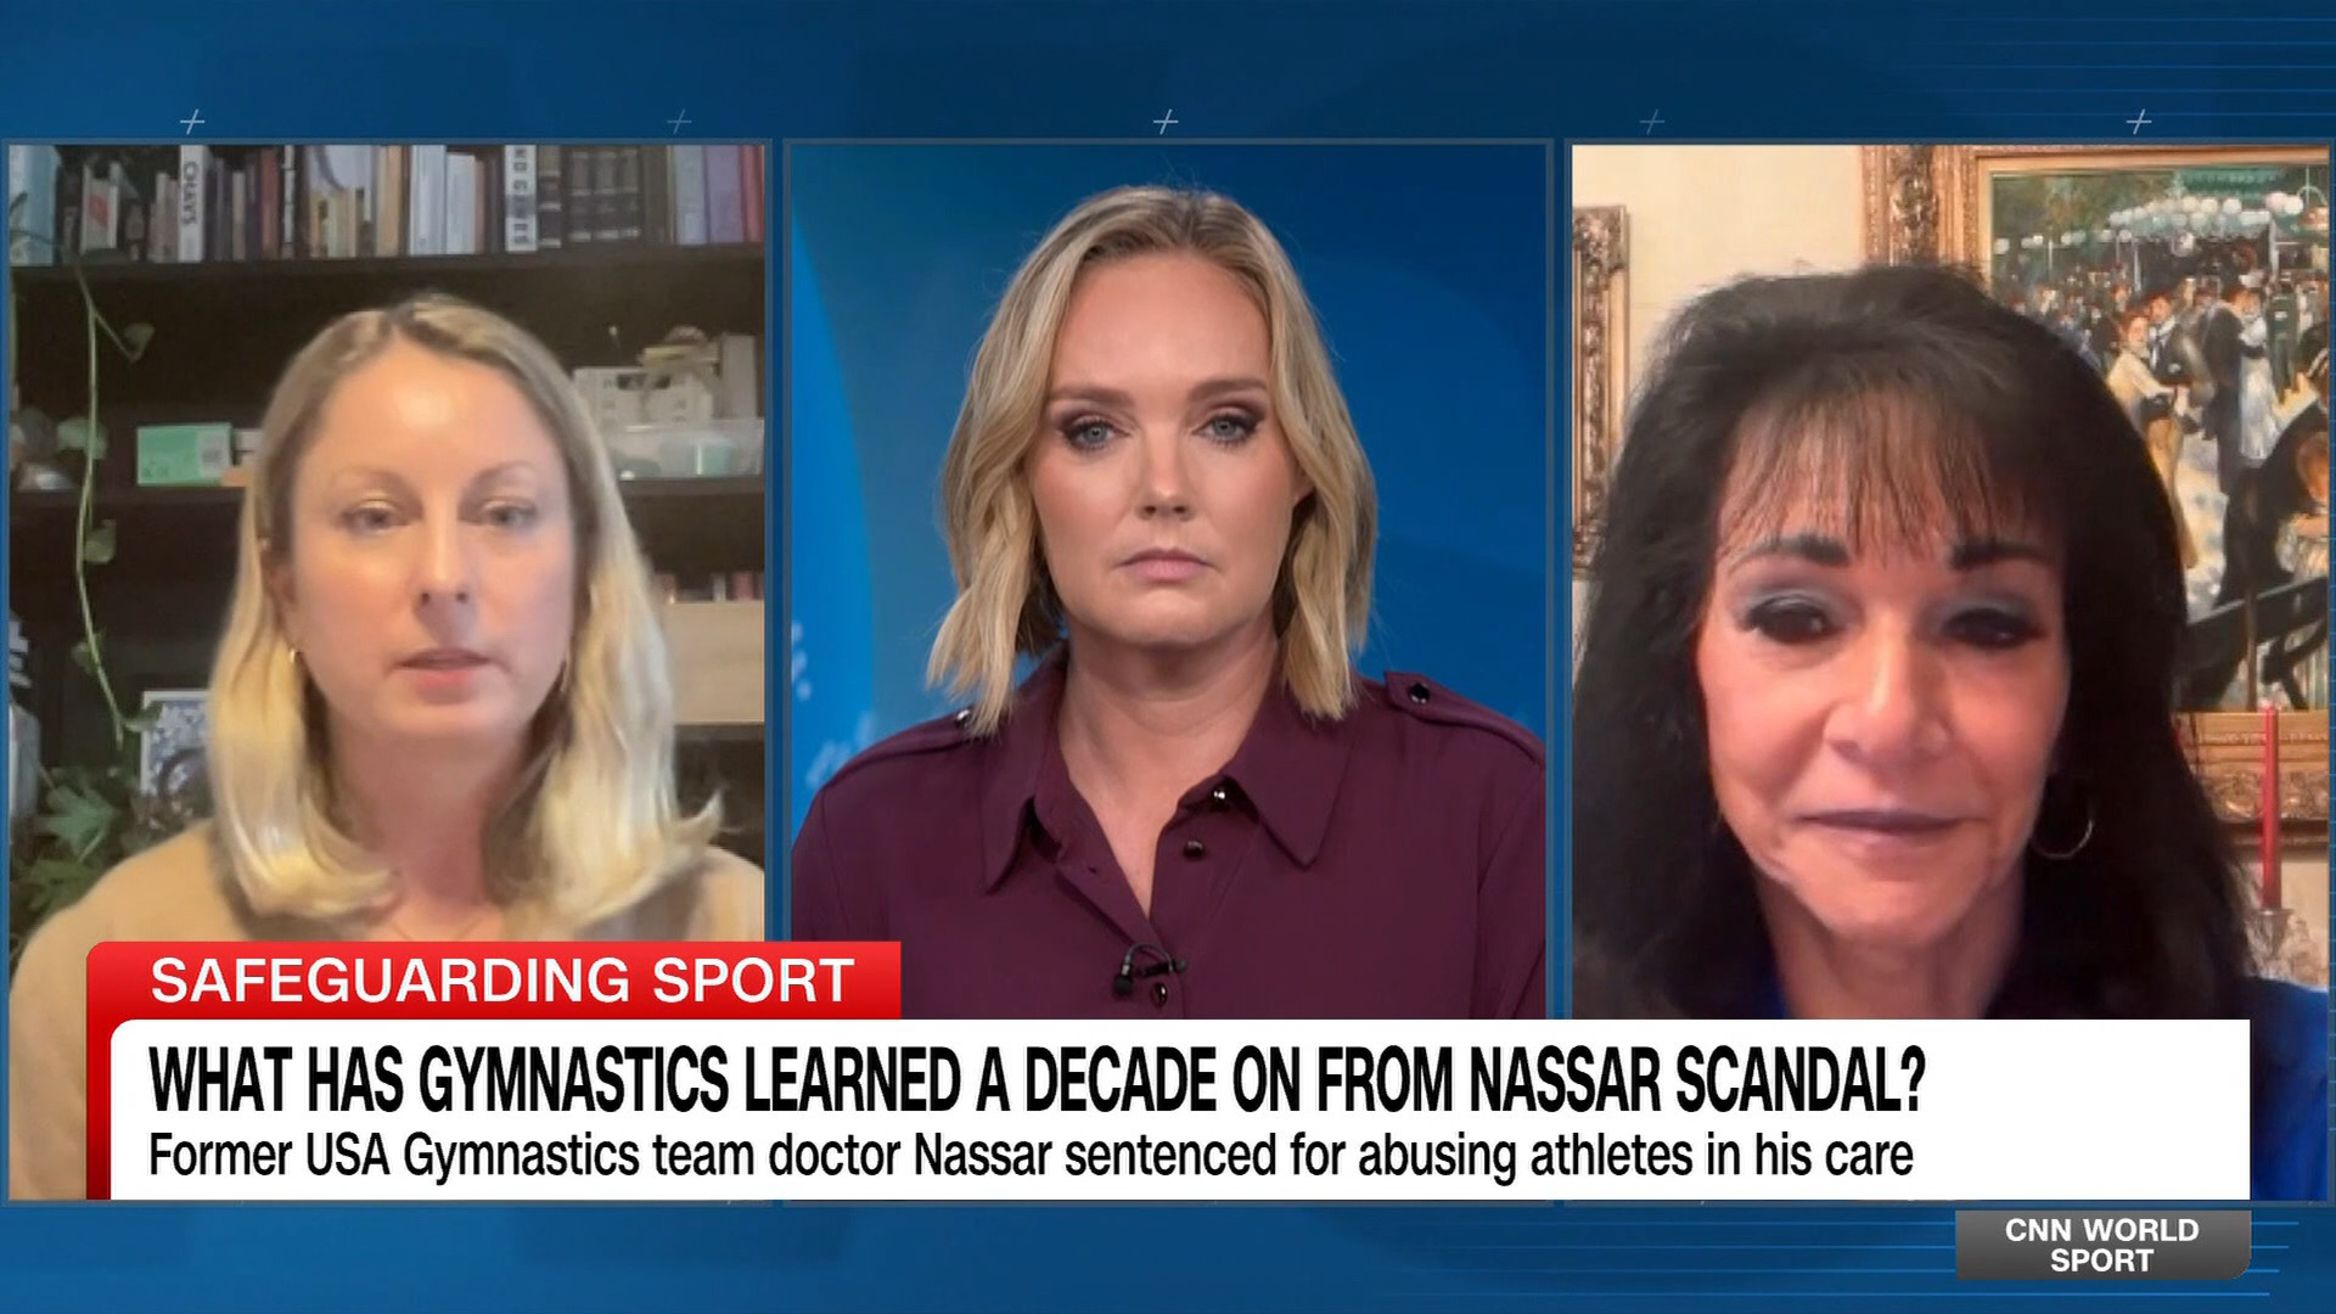 CHAYS
SAFEGUARDING SPORT
WHAT HAS GYMNASTICS LEARNED A DECADE ON FROM NASSAR SCANDAL?
Former USA Gymnastics team doctor Nassar sentenced for abusing athletes in his care
CNN WORLD
SPORT